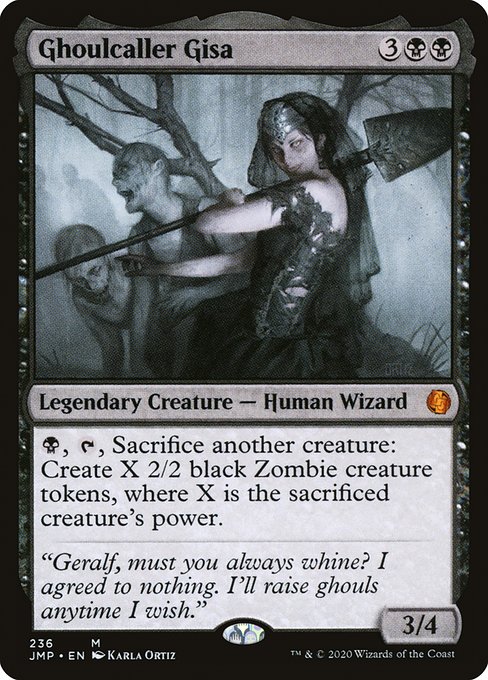 Ghoulcaller Gisa 3
ORTIZ
Legendary Creature — Human Wizard
, , Sacrifice another creature:
Create X 2/2 black Zombie creature
tokens, where X is the sacrificed
creature's power.
“Geralf, must you always whine? I
agreed to nothing. I'll raise ghouls
anytime I wish.”
3/4
236 M
JMP • EN Karla Ortiz ™ & © 2020 Wizards of the Coast